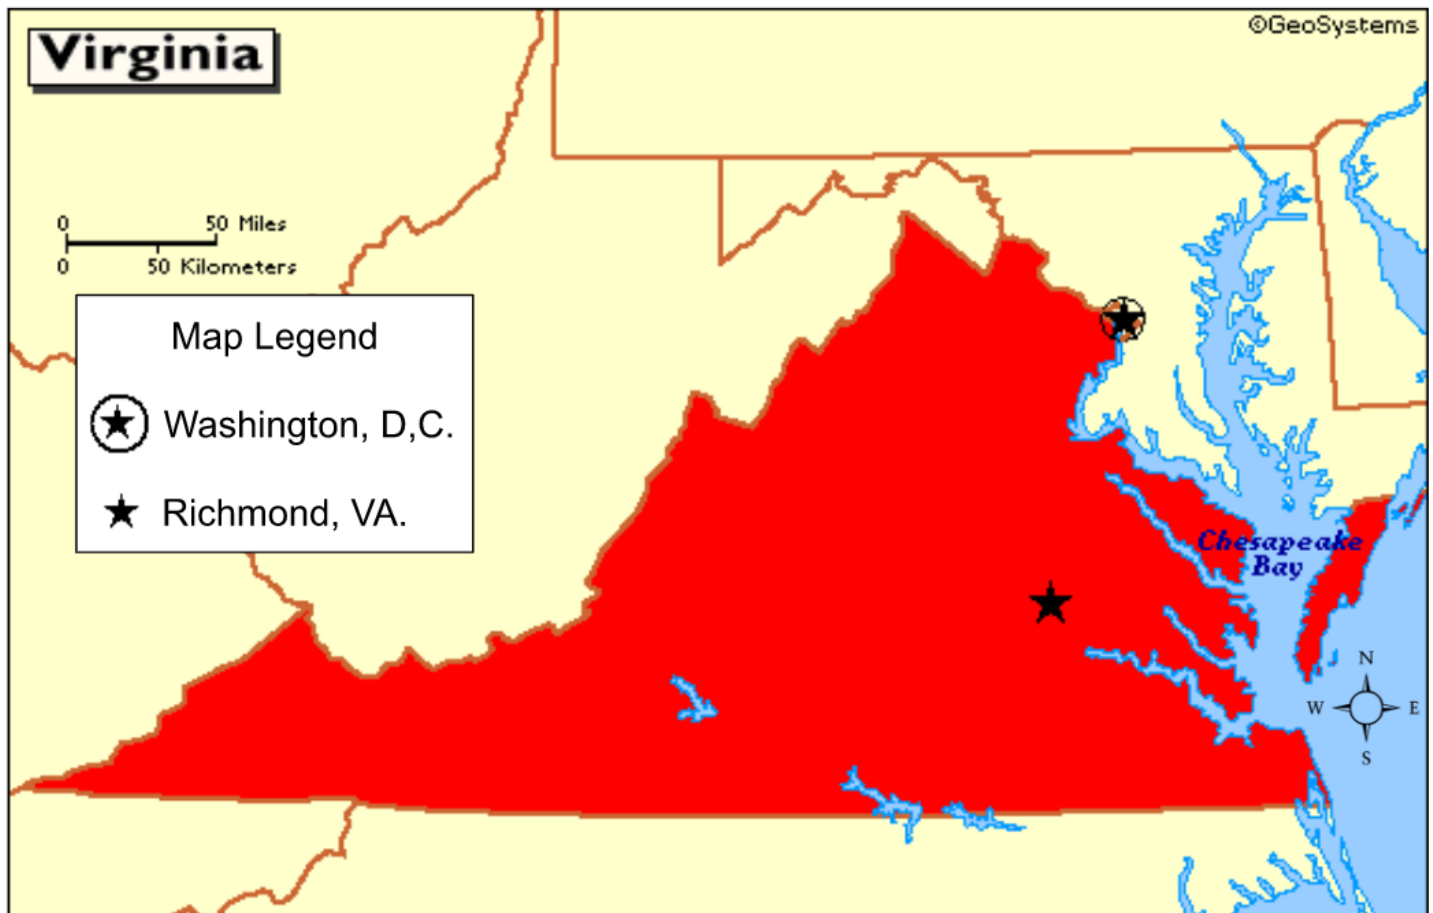 ©GeoSystems
Virginia
0 50 Miles
0 50 Kilometers
Map Legend
Washington, D,C.
Richmond, VA.
Chesapeake
Bay
N
W E
S